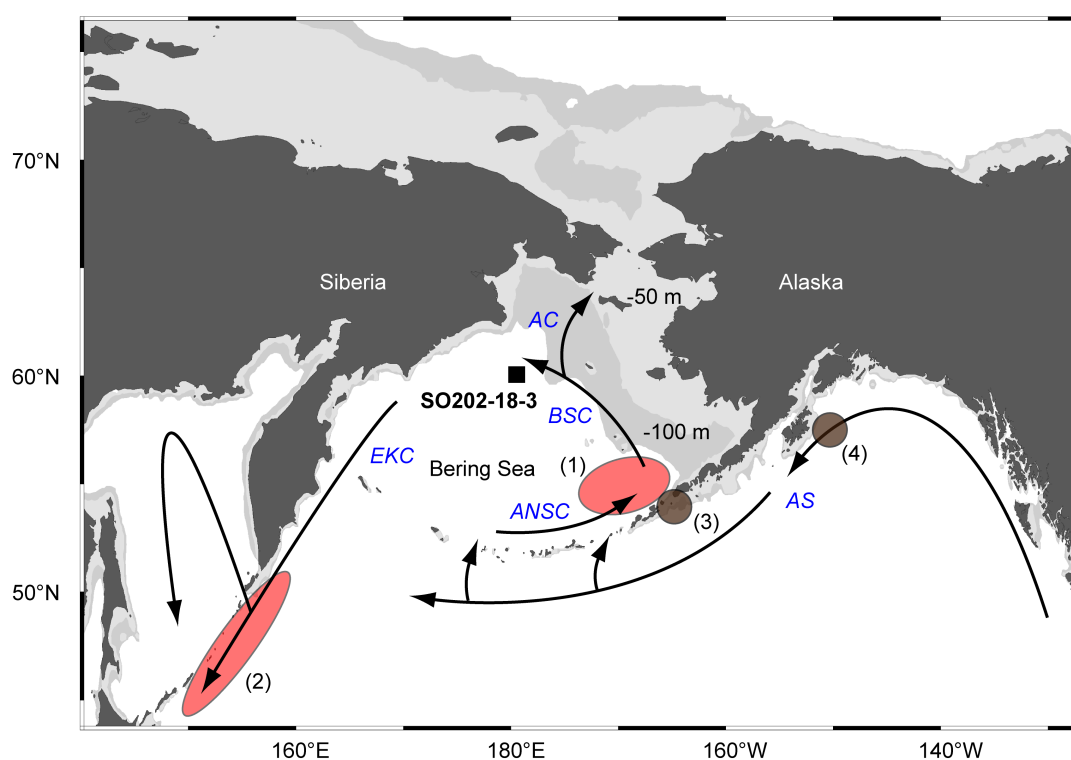 70°N
Siberia
Alaska
-50 m
AC
60°N
SO202-18-3
BSC
-100 m
EKC
Bering Sea
(1)
(4)
ANSC
AS
(3)
50°N
(2)
160°E
180°W
160°W
140°W